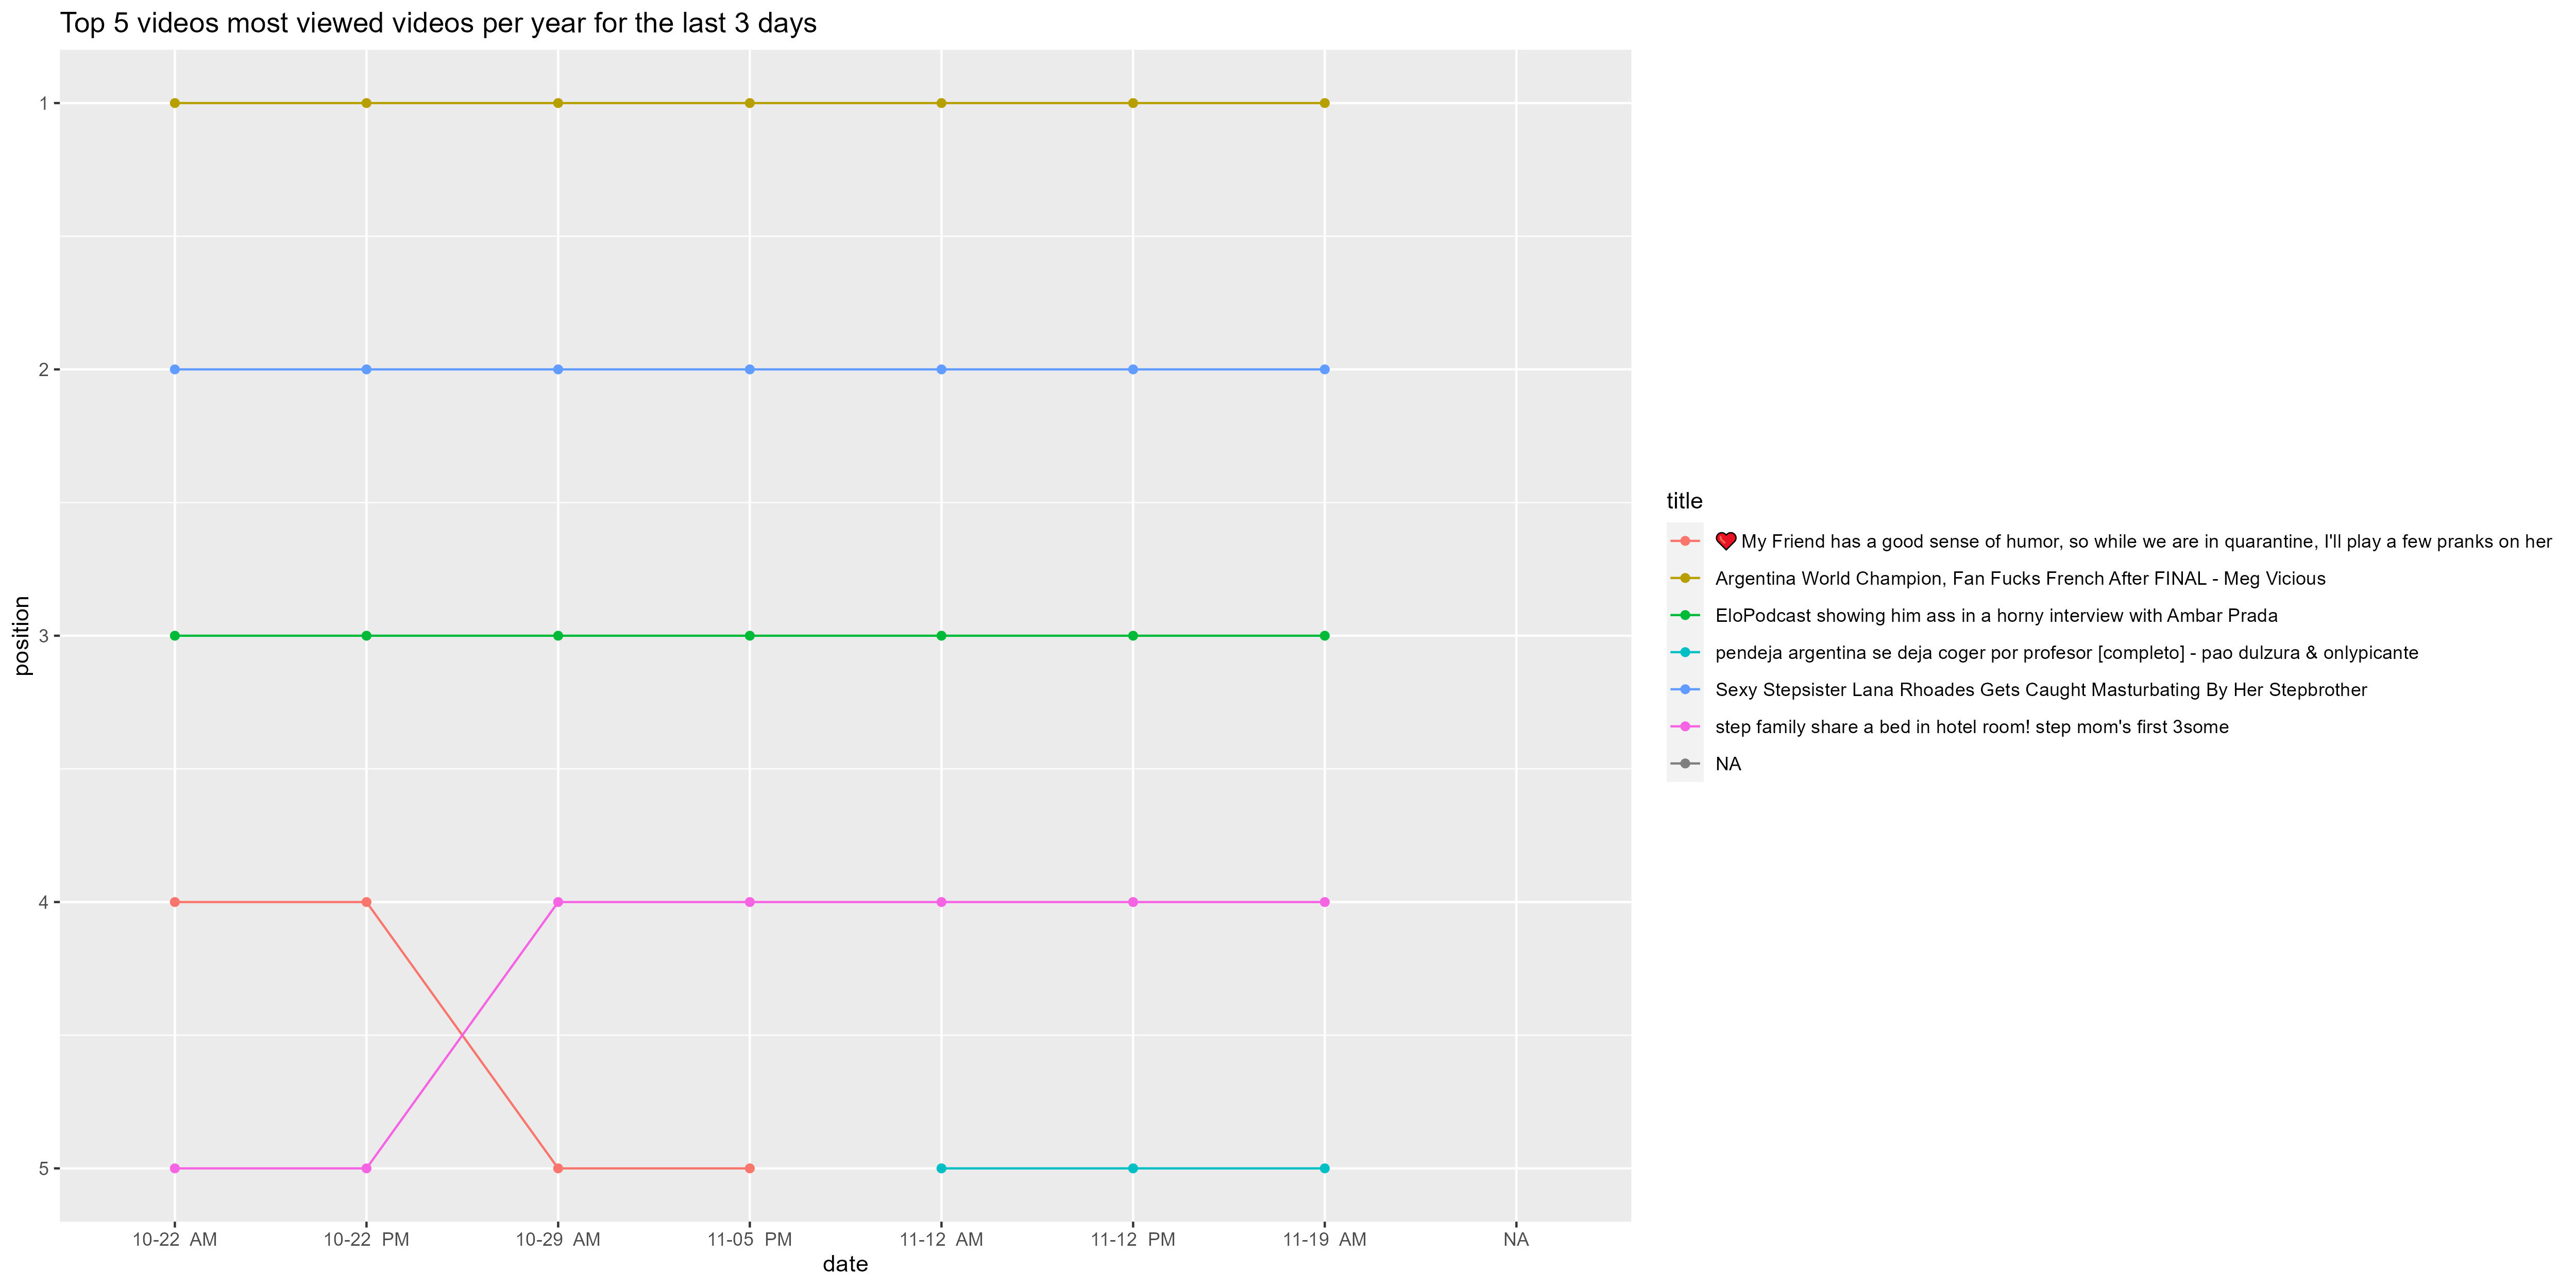 Top 5 videos most viewed videos per year for the last 3 days
position
1
2
3
4
5
10-22 AM
10-22 PM
10-29 AM
11-05 PM
11-12 AM
11-12 PM
11-19 AM
NA
date
title
❤️ My Friend has a good sense of humor, so while we are in quarantine, I'll play a few pranks on her
Argentina World Champion, Fan Fucks French After FINAL - Meg Vicious
EloPodcast showing him ass in a horny interview with Ambar Prada
pendeja argentina se deja coger por profesor [completo] - pao dulzura & onlypicante
Sexy Stepsister Lana Rhoades Gets Caught Masturbating By Her Stepbrother
step family share a bed in hotel room! step mom's first 3some
NA